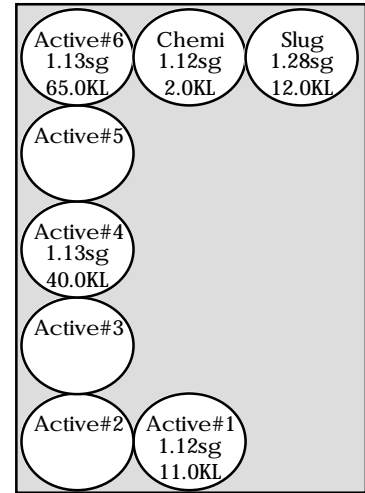 Active#6
1.13sg
65.0KL
Chemi
1.12sg
2.0KL
Slug
1.28sg
12.0KL
Active#5
Active#4
1.13sg
40.0KL
Active#3
Active#2
Active#1
1.12sg
11.0KL